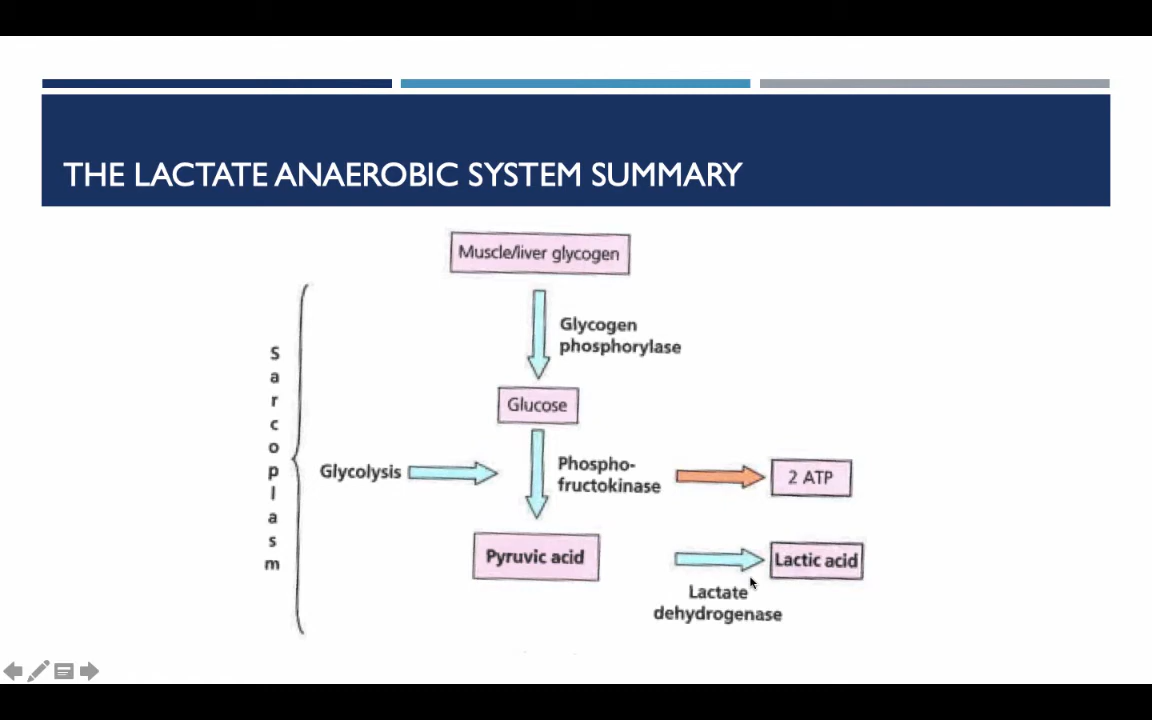 THE LACTATE ANAEROBIC SYSTEM SUMMARY
Muscle/liver glycogen
Glycogen
phosphorylase
Glucose
Sarcoplasm
Glycolysis
Phospho-
fructokinase
2 ATP
Pyruvic acid
Lactic acid
Lactate
dehydrogenase